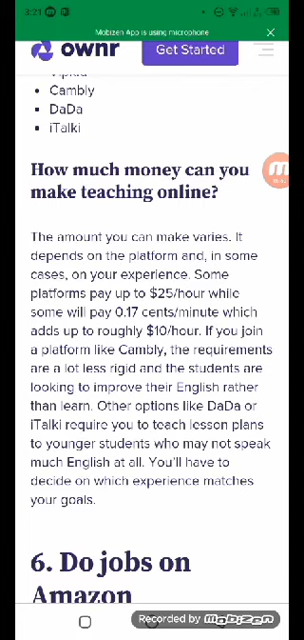 3:21
Mobizen App is using microphone
ownr
Get Started
Cambly
DaDa
iTalki
How much money can you
make teaching online?
The amount you can make varies. It
depends on the platform and, in some
cases, on your experience. Some
platforms pay up to $25/hour while
some will pay 0.17 cents/minute which
adds up to roughly $10/hour. If you join
a platform like Cambly, the requirements
are a lot less rigid and the students are
looking to improve their English rather
than learn. Other options like DaDa or
iTalki require you to teach lesson plans
to younger students who may not speak
much English at all. You'll have to
decide on which experience matches
your goals.
6. Do jobs on
Amazon
Recorded by mobizen